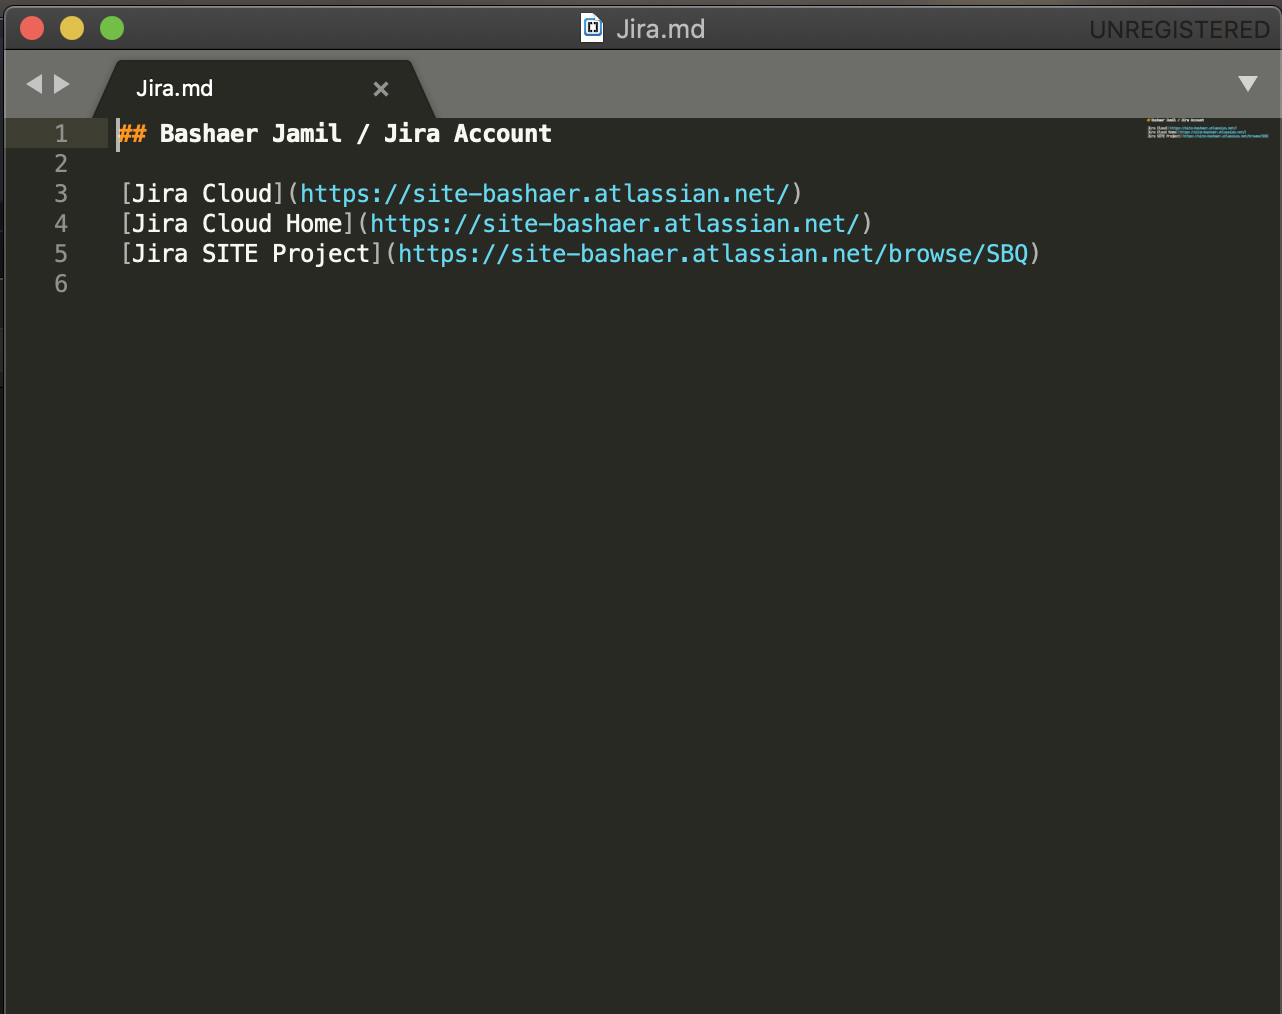 Jira.md
UNREGISTERED
Jira.md
1 ## Bashaer Jamil / Jira Account
2
3 [Jira Cloud](https://site-bashaer.atlassian.net/)
4 [Jira Cloud Home](https://site-bashaer.atlassian.net/)
5 [Jira SITE Project](https://site-bashaer.atlassian.net/browse/SBQ)
6